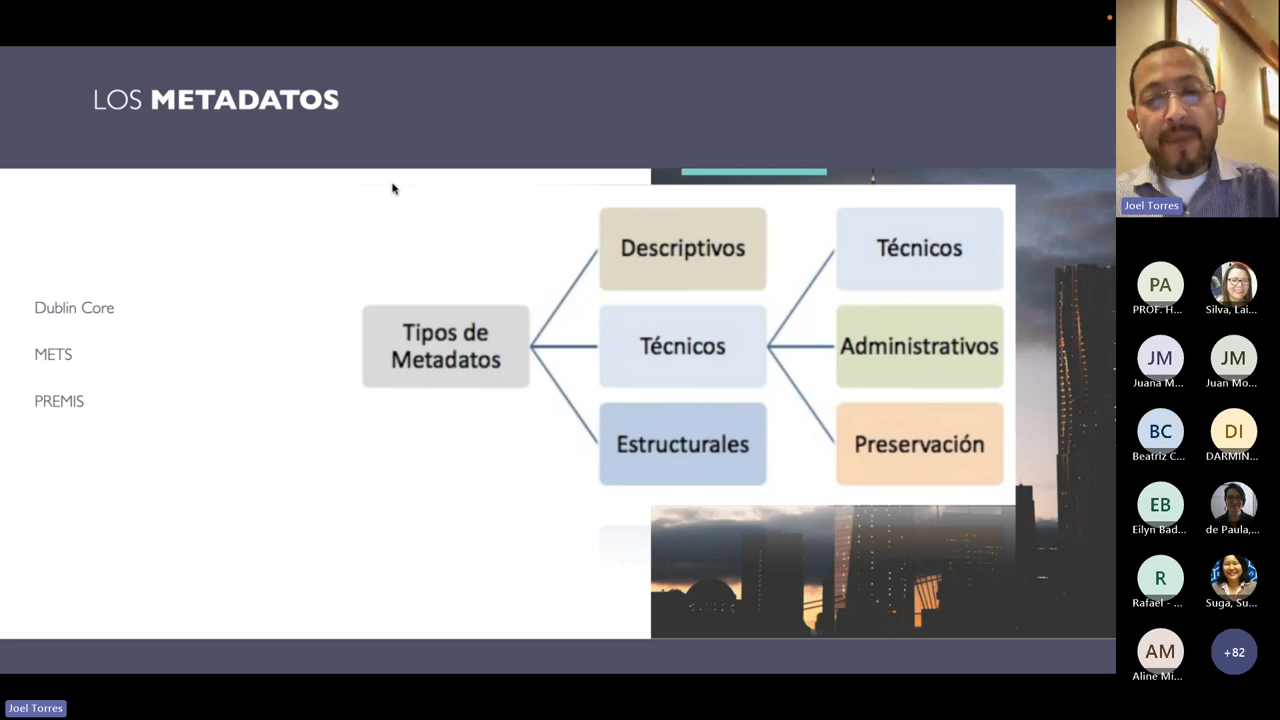 LOS METADATOS
Dublin Core
METS
PREMIS
Tipos de
Metadatos
Descriptivos
Técnicos
Estructurales
Técnicos
Administrativos
Preservación
Joel Torres
PA
PROF. H...
Silva, Lai...
JM
Juana M...
JM
Juan Mo...
BC
Beatriz C...
DI
DARMIN...
EB
Eilyn Bad...
de Paula,...
R
Rafael - ...
Suga, Su...
AM
Aline Mi...
+82
Joel Torres